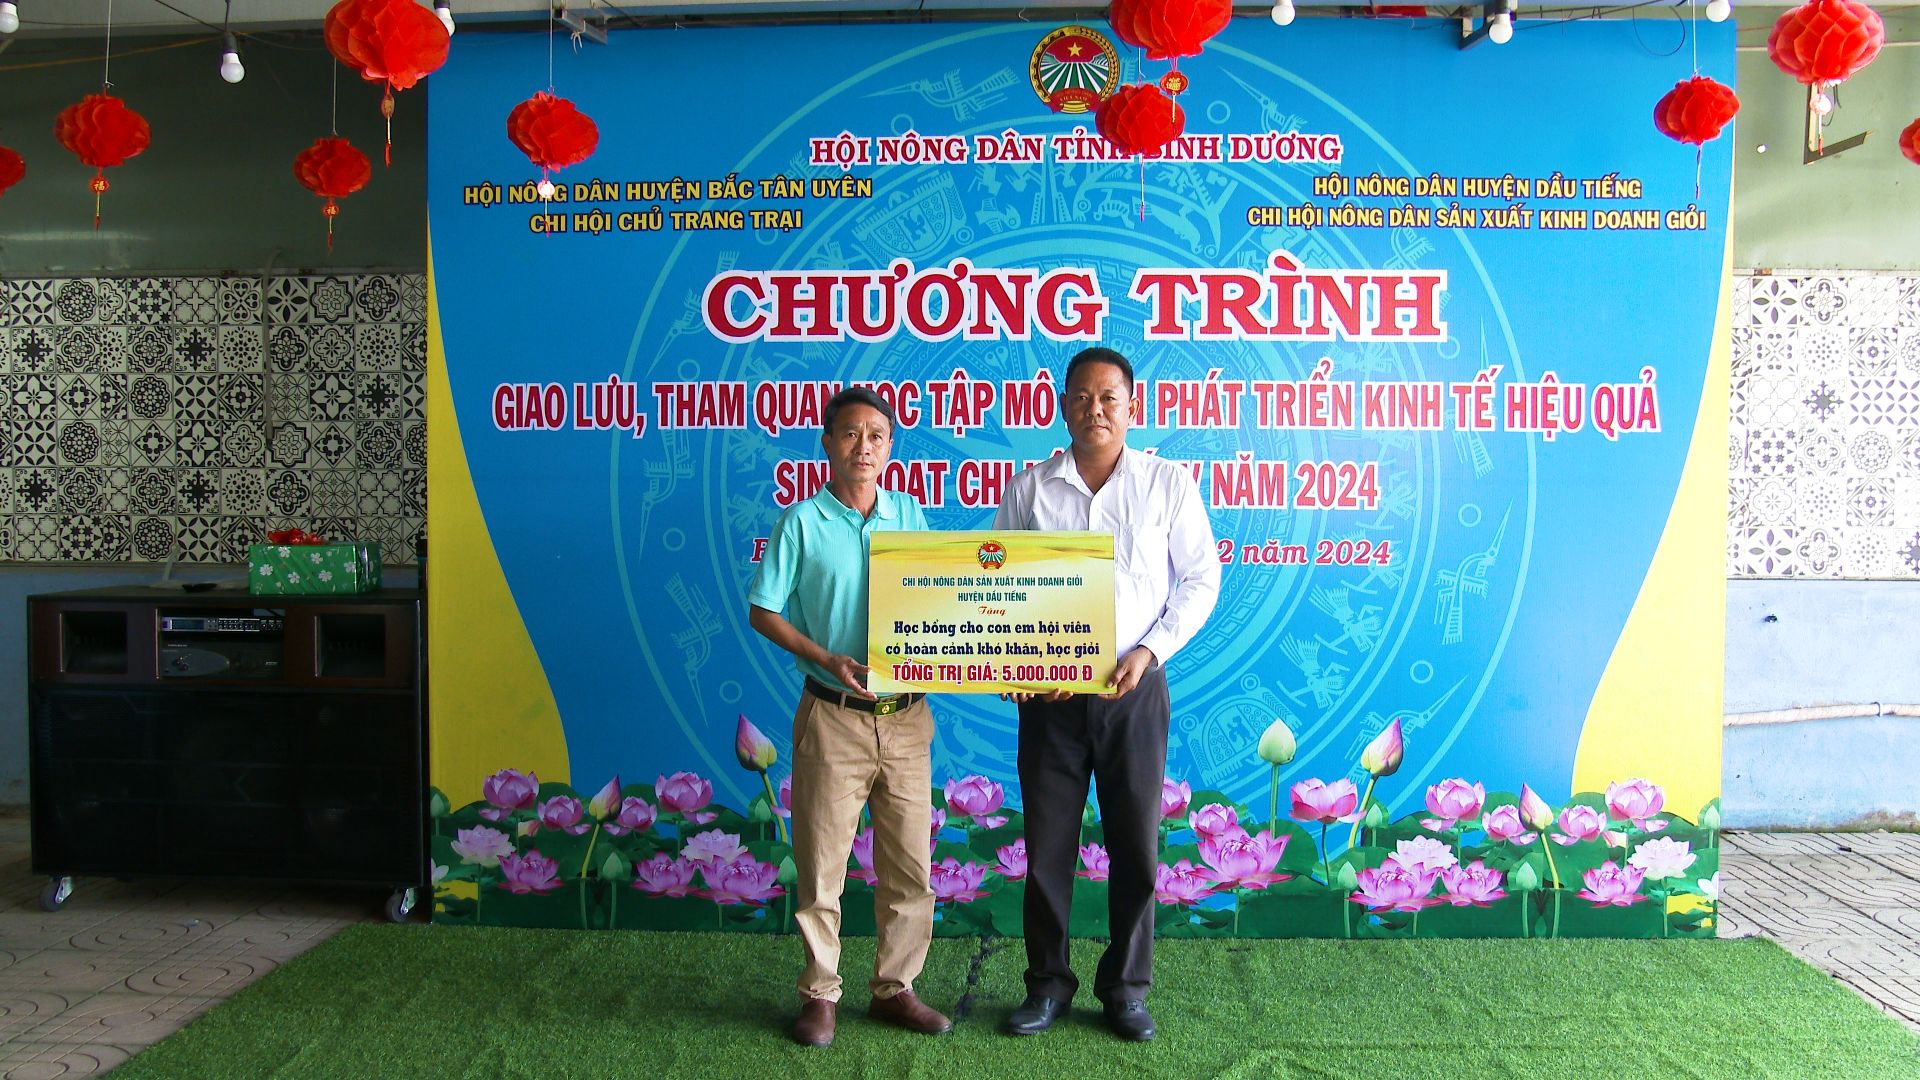 HỘI NÔNG DÂN TỈNH BÌNH DƯƠNG
HỘI NÔNG DÂN HUYỆN BẮC TÂN UYÊN
CHI HỘI CHỦ TRANG TRẠI
HỘI NÔNG DÂN HUYỆN DẦU TIẾNG
CHI HỘI NÔNG DÂN SẢN XUẤT KINH DOANH GIỎI
CHƯƠNG TRÌNH
GIAO LƯU, THAM QUAN HỌC TẬP MÔ PHÁT TRIỂN KINH TẾ HIỆU QUẢ
SINH HOẠT CHI NĂM 2024
năm 2024
CHI HỘI NÔNG DÂN SẢN XUẤT KINH DOANH GIỎI
HUYỆN DẦU TIẾNG
Tặng
Học bổng cho con em hội viên
có hoàn cảnh khó khăn, học giỏi
TỔNG TRỊ GIÁ: 5.000.000 Đ